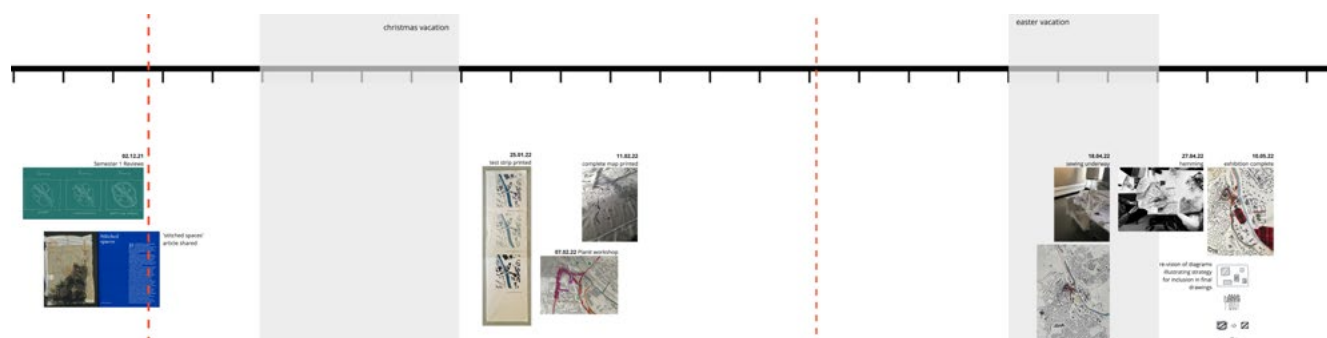 christmas vacation
easter vacation
02.12.21
Semester 1 Reviews
Stitched
spaces
'stitched spaces'
article shared
25.01.22
test strip printed
11.02.22
complete map printed
07.02.22 Planit workshop
18.04.22
sewing underway
27.04.22
hemming
10.05.22
exhibition complete
re-vision of diagrams
illustrating strategy
for inclusion in final
drawings